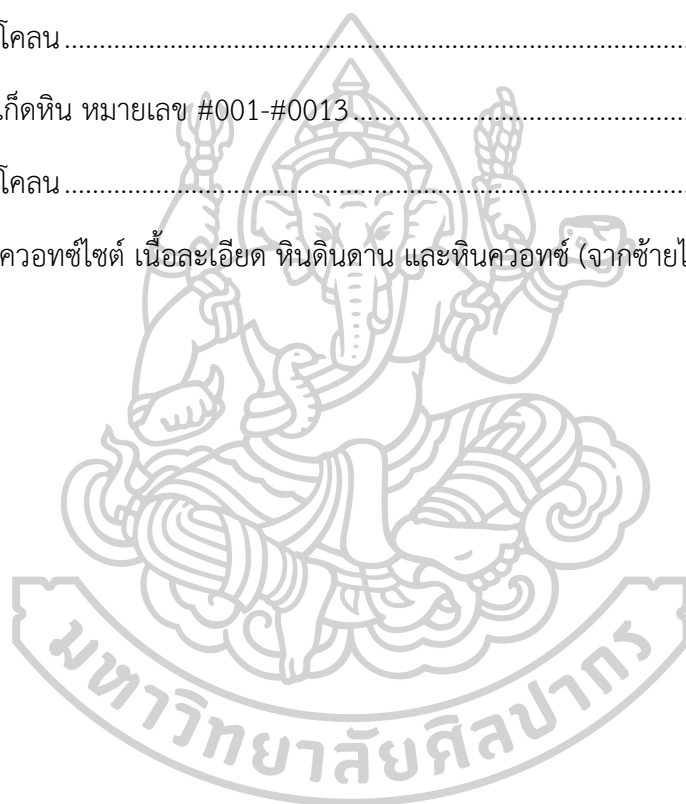 โคลน
เก็ดหิน หมายเลข #001-#0013
โคลน
ควอทซ์ไซต์ เนื้อละเอียด หินดินดาน และหินควอทซ์ (จากซ้ายไ
มหาวิทยาลัยศิลปากร